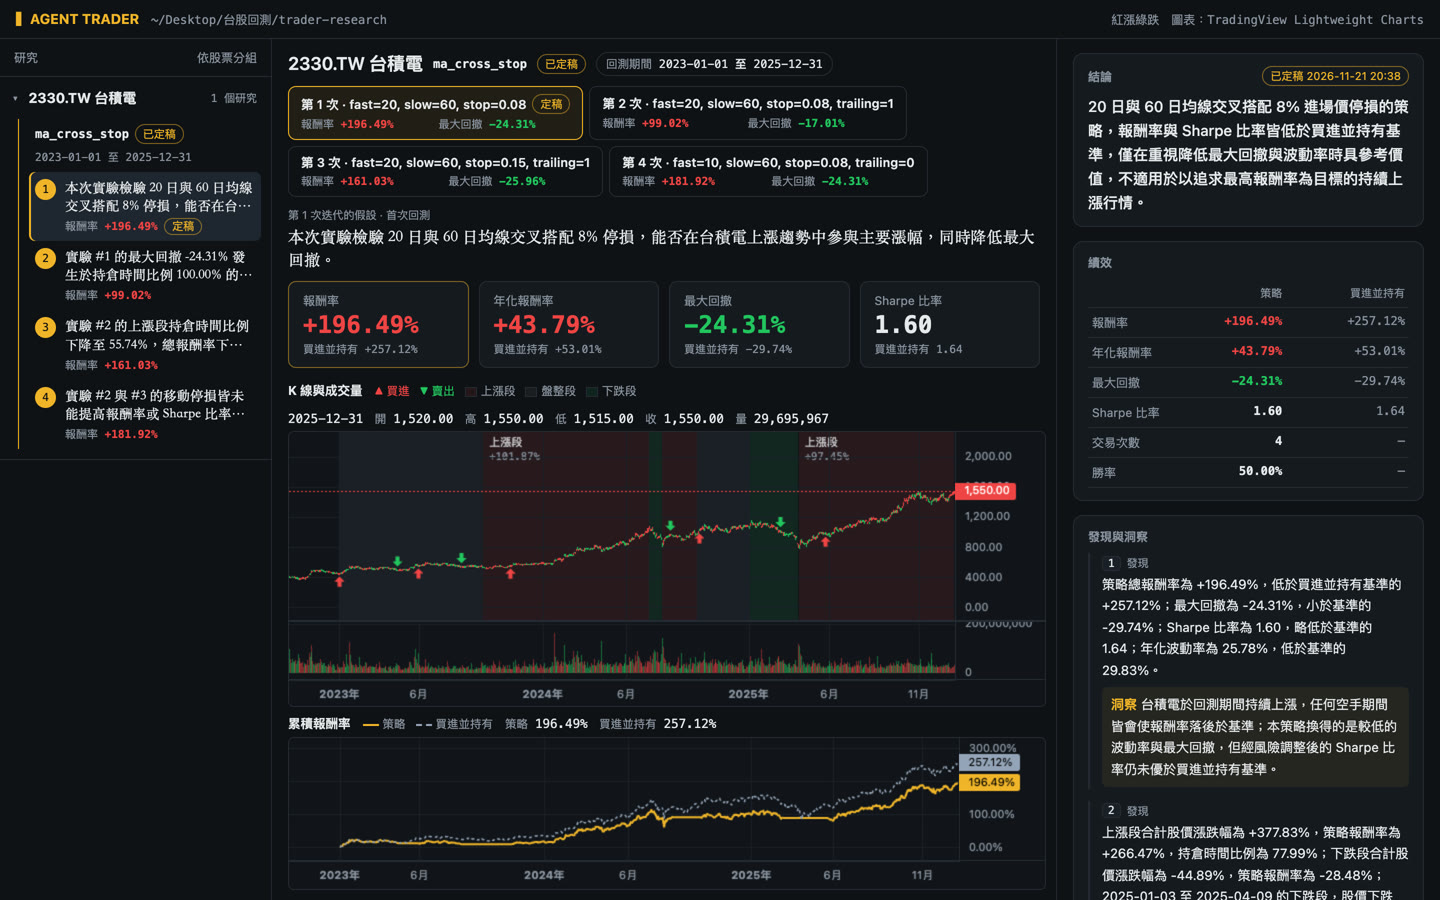 AGENT TRADER ~/Desktop/台股回測/trader-research
紅漲綠跌 圖表：TradingView Lightweight Charts
研究 依股票分組
2330.TW 台積電 1 個研究
ma_cross_stop 已定稿
2023-01-01 至 2025-12-31
1 本次實驗檢驗 20 日與 60 日均線
交叉搭配 8% 停損，能否在台…
報酬率 +196.49% 定稿
2 實驗 #1 的最大回撤 -24.31% 發
生於持倉時間比例 100.00% 的…
報酬率 +99.02%
3 實驗 #2 的上漲段持倉時間比例
下降至 55.74%，總報酬率下…
報酬率 +161.03%
4 實驗 #2 與 #3 的移動停損皆未
能提高報酬率或 Sharpe 比率…
報酬率 +181.92%
2330.TW 台積電 ma_cross_stop 已定稿 回測期間 2023-01-01 至 2025-12-31
第 1 次 · fast=20, slow=60, stop=0.08 定稿
報酬率 +196.49% 最大回撤 −24.31%
第 2 次 · fast=20, slow=60, stop=0.08, trailing=1
報酬率 +99.02% 最大回撤 −17.01%
第 3 次 · fast=20, slow=60, stop=0.15, trailing=1
報酬率 +161.03% 最大回撤 −25.96%
第 4 次 · fast=10, slow=60, stop=0.08, trailing=0
報酬率 +181.92% 最大回撤 −24.31%
第 1 次迭代的假設 · 首次回測
本次實驗檢驗 20 日與 60 日均線交叉搭配 8% 停損，能否在台積電上漲趨勢中參與主要漲幅，同時降低最大
回撤。
報酬率
+196.49%
買進並持有 +257.12%
年化報酬率
+43.79%
買進並持有 +53.01%
最大回撤
−24.31%
買進並持有 −29.74%
Sharpe 比率
1.60
買進並持有 1.64
K 線與成交量 ▲買進 ▼賣出 上漲段 盤整段 下跌段
2025-12-31 開 1,520.00 高 1,550.00 低 1,515.00 收 1,550.00 量 29,695,967
上漲段
+101.87%
上漲段
+97.45%
2,000.00
1,550.00
1,200.00
800.00
400.00
0.00
200,000,000
0
2023年 6月 2024年 6月 2025年 6月 11月
累積報酬率 策略 買進並持有 策略 196.49% 買進並持有 257.12%
300.00%
257.12%
196.49%
100.00%
0.00%
2023年 6月 2024年 6月 2025年 6月 11月
結論 已定稿 2026-11-21 20:38
20 日與 60 日均線交叉搭配 8% 進場價停損的策
略，報酬率與 Sharpe 比率皆低於買進並持有基
準，僅在重視降低最大回撤與波動率時具參考價
值，不適用於以追求最高報酬率為目標的持續上
漲行情。
績效
策略 買進並持有
報酬率 +196.49% +257.12%
年化報酬率 +43.79% +53.01%
最大回撤 −24.31% −29.74%
Sharpe 比率 1.60 1.64
交易次數 4 —
勝率 50.00% —
發現與洞察
1 發現
策略總報酬率為 +196.49%，低於買進並持有基準的
+257.12%；最大回撤為 -24.31%，小於基準的
-29.74%；Sharpe 比率為 1.60，略低於基準的
1.64；年化波動率為 25.78%，低於基準的
29.83%。
洞察 台積電於回測期間持續上漲，任何空手期間
皆會使報酬率落後於基準；本策略換得的是較低的
波動率與最大回撤，但經風險調整後的 Sharpe 比
率仍未優於買進並持有基準。
2 發現
上漲段合計股價漲跌幅為 +377.83%，策略報酬率為
+266.47%，持倉時間比例為 77.99%；下跌段合計股
價漲跌幅為 -44.89%，策略報酬率為 -28.48%；
2025-01-03 至 2025-04-09 的下跌段，股價下跌